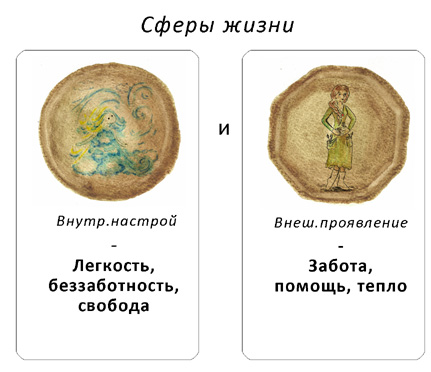 Сферы жизни
и
Внутр.настрой
-
Легкость,
беззаботность,
свобода
Внеш.проявление
-
Забота,
помощь, тепло